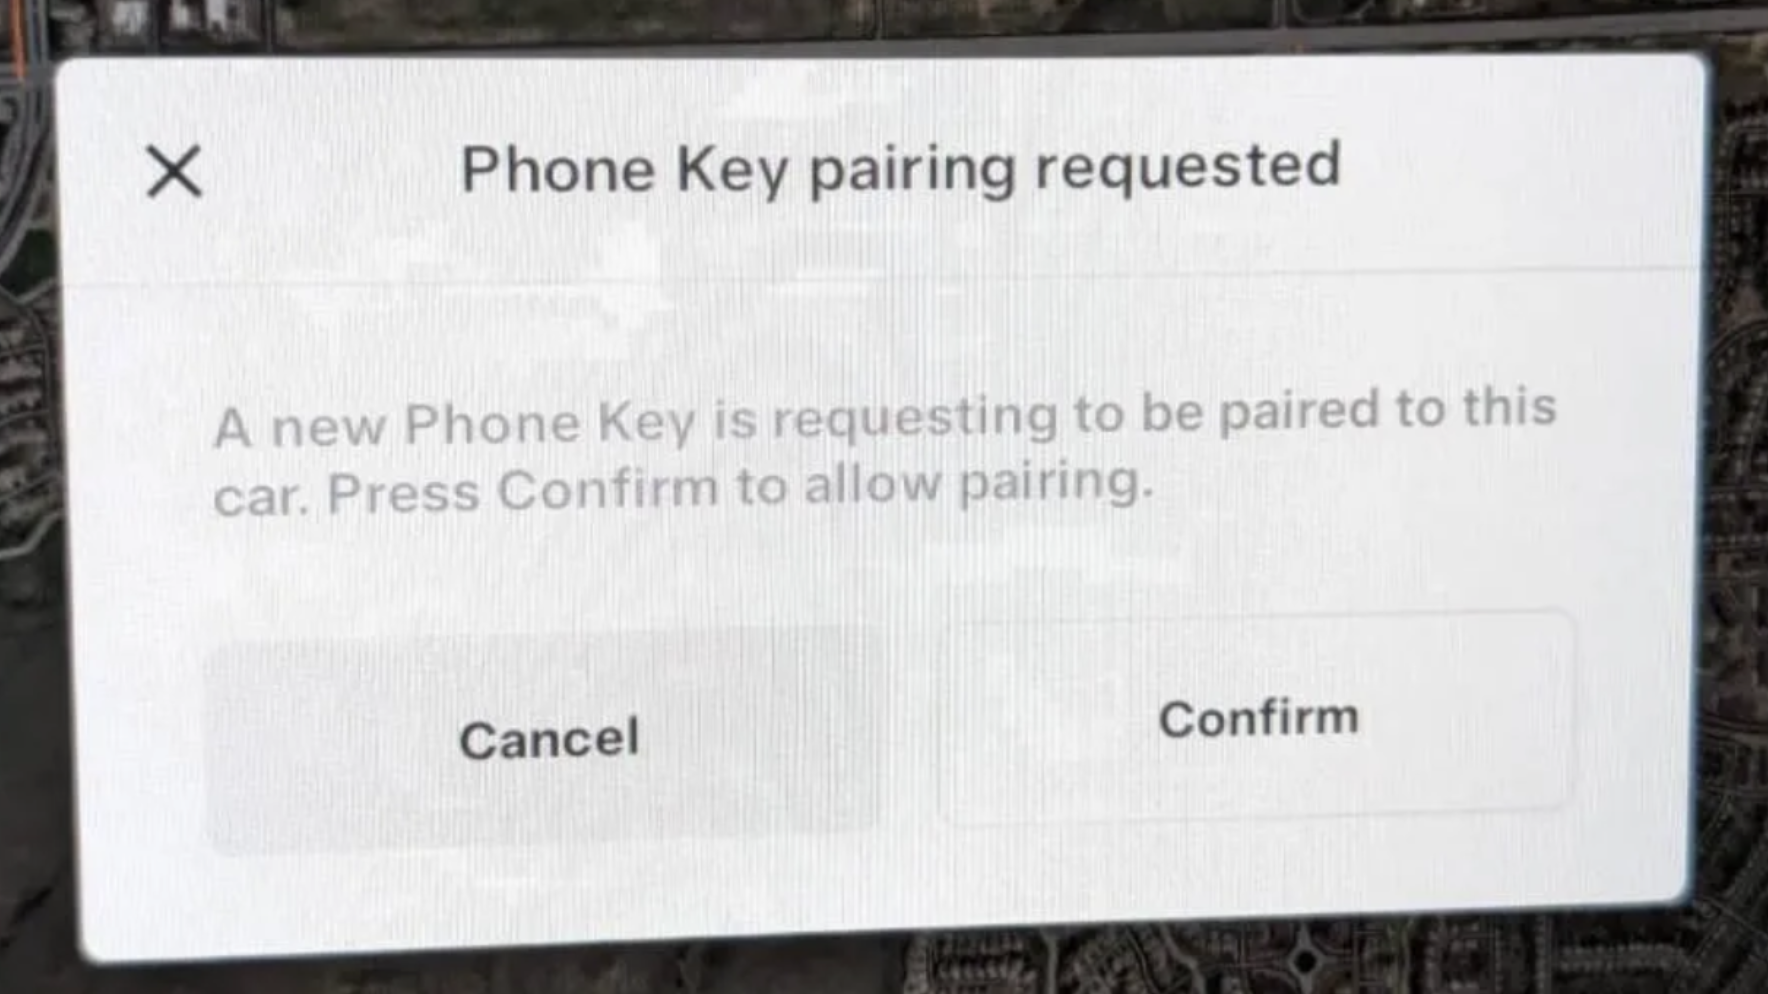 Phone Key pairing requested
A new Phone Key is requesting to be paired to this
car. Press Confirm to allow pairing.
Cancel
Confirm